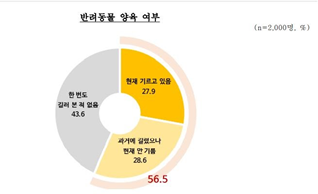 반려동물 양육 여부
(n=2,000명, %)
현재 기르고 있음
27.9
한 번도
길러 본 적 없음
43.6
과거에 길렀으나
현재 안 기름
28.6
56.5